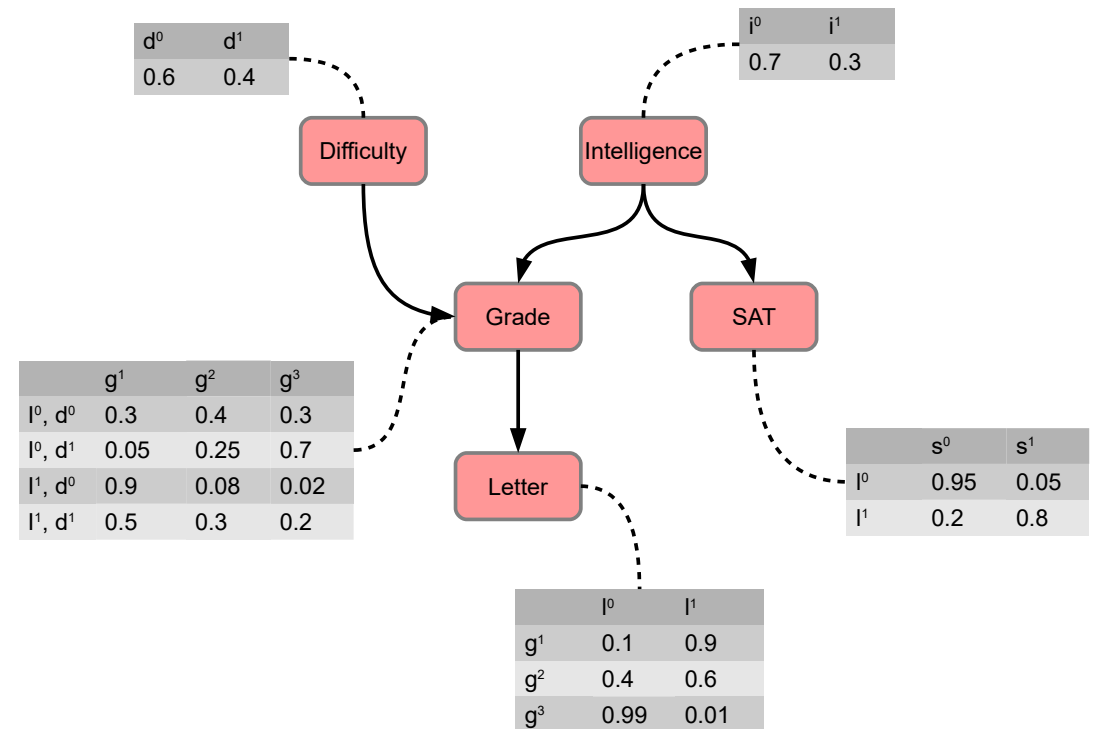 d⁰ d¹
0.6 0.4
i⁰ i¹
0.7 0.3
Difficulty
Intelligence
Grade
SAT
g¹ g² g³
I⁰, d⁰ 0.3 0.4 0.3
I⁰, d¹ 0.05 0.25 0.7
I¹, d⁰ 0.9 0.08 0.02
I¹, d¹ 0.5 0.3 0.2
Letter
s⁰ s¹
I⁰ 0.95 0.05
I¹ 0.2 0.8
l⁰ l¹
g¹ 0.1 0.9
g² 0.4 0.6
g³ 0.99 0.01